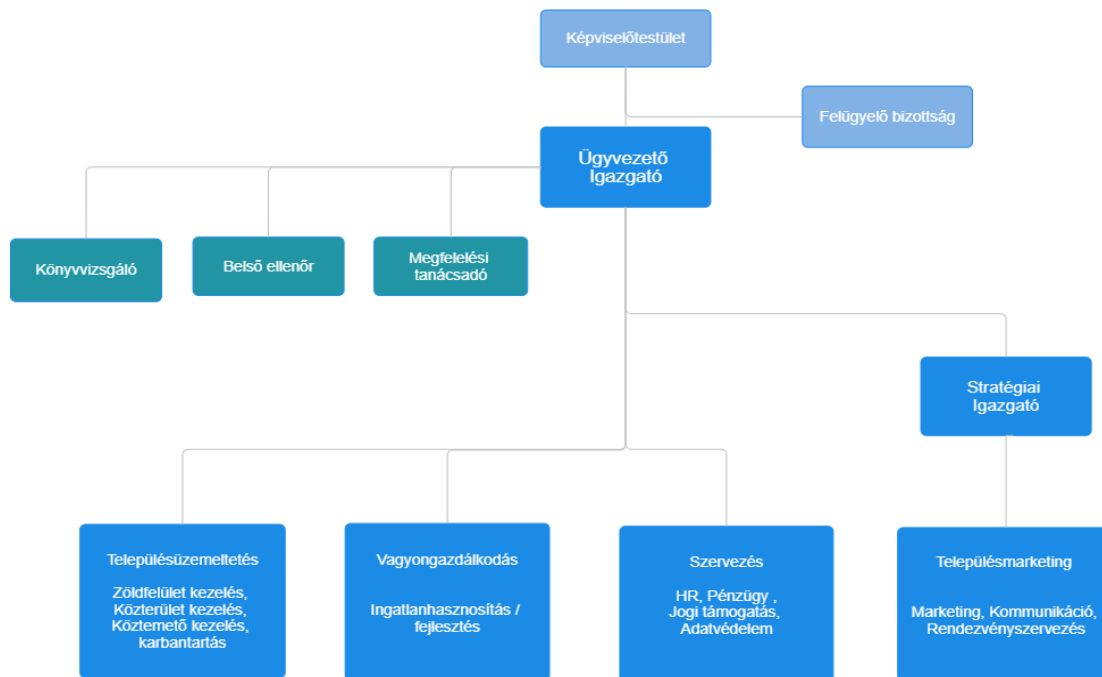 Képviselőtestület
Felügyelő bizottság
Ügyvezető
Igazgató
Könyvvizsgáló
Belső ellenőr
Megfelelési
tanácsadó
Stratégiai
Igazgató
Településüzemeltetés
Zöldfelület kezelés,
Közterület kezelés,
Köztemető kezelés,
karbantartás
Vagyongazdálkodás
Ingatlanhasznosítás /
fejlesztés
Szervezés
HR, Pénzügy ,
Jogi támogatás,
Adatvédelem
Településmarketing
Marketing, Kommunikáció,
Rendezvényszervezés